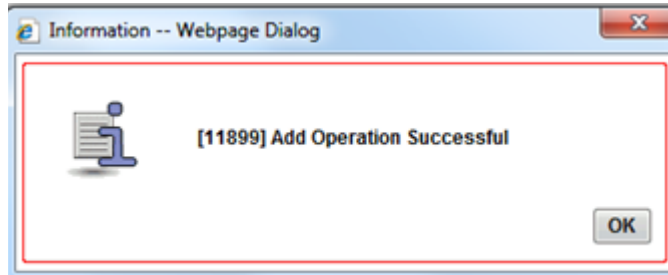 Information -- Webpage Dialog
[11899] Add Operation Successful
OK